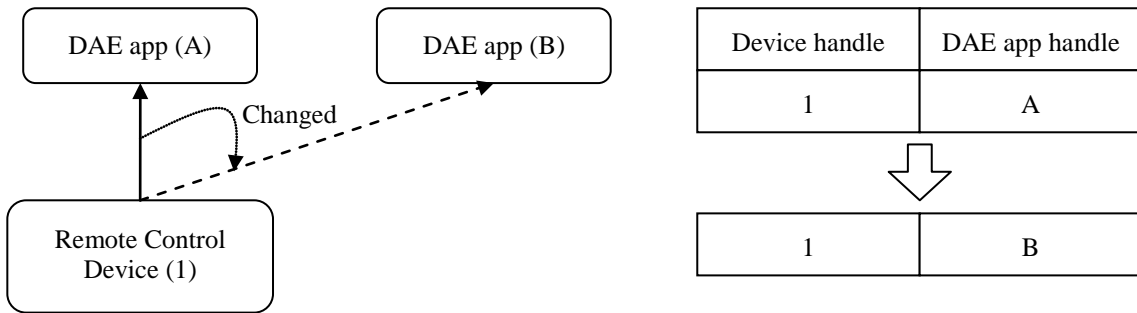 DAE app (A)
DAE app (B)
Changed
Remote Control
Device (1)
Device handle
DAE app handle
1
A
1
B